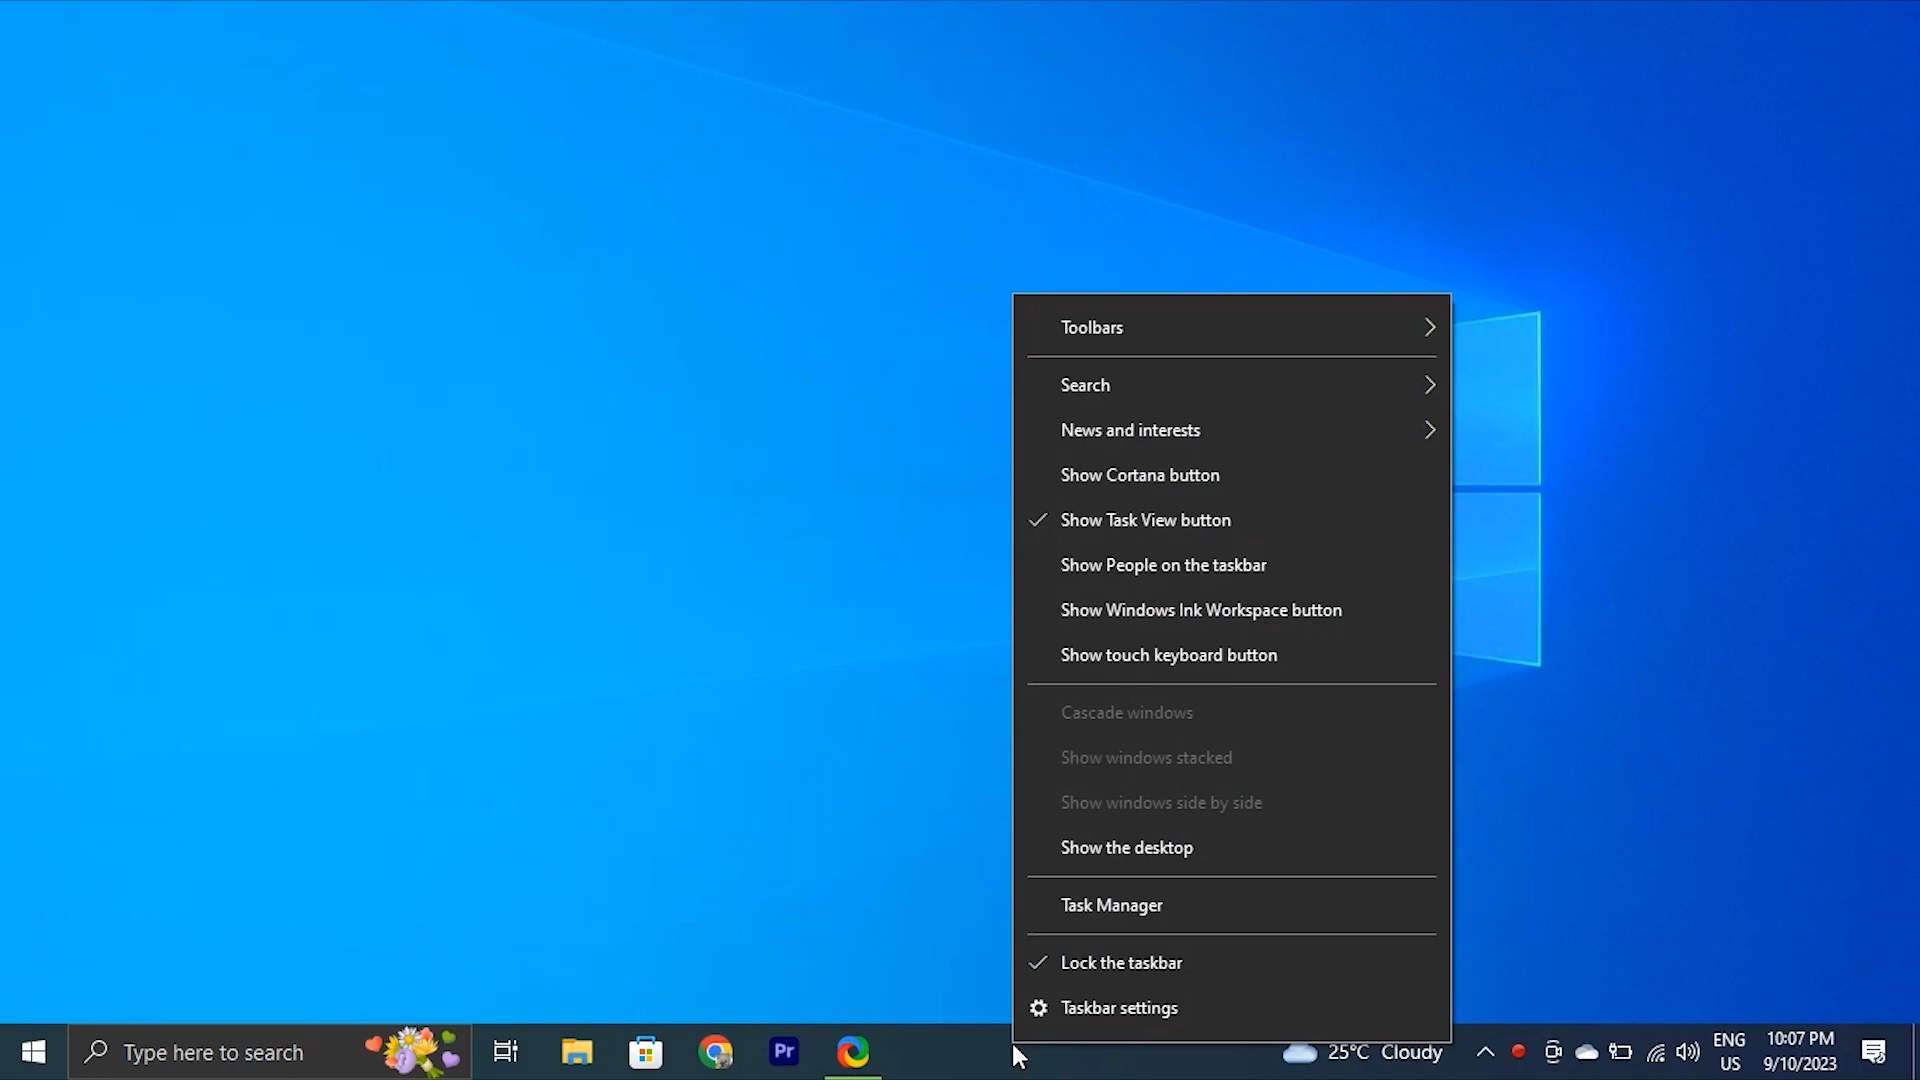 Toolbars
Search
News and interests
Show Cortana button
Show Task View button
Show People on the taskbar
Show Windows Ink Workspace button
Show touch keyboard button
Cascade windows
Show windows stacked
Show windows side by side
Show the desktop
Task Manager
Lock the taskbar
Taskbar settings
Type here to search
Pr
25°C Cloudy
ENG
US
10:07 PM
9/10/2023